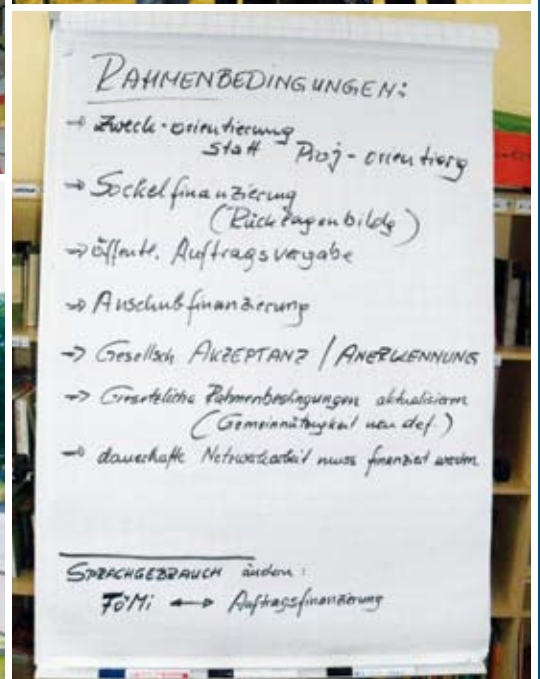 RAHMENBEDINGUNGEN:
→ Zweck-orientierung
statt Proj-orientierg
→ Sockelfinanzierung
(Rücklagenbildg)
→ öffentl. Auftragsvergabe
→ Anschubfinanzierung
→ Gesellsch AKZEPTANZ / ANERKENNUNG
→ Gesetzliche Rahmenbedingungen aktualisieren
(Gemeinnützigkeit neu def.)
→ dauerhafte Netzwerkarbeit muss finanziert werden
SPRACHGEBRAUCH ändern:
FöMi ↔ Auftragsfinanzierung